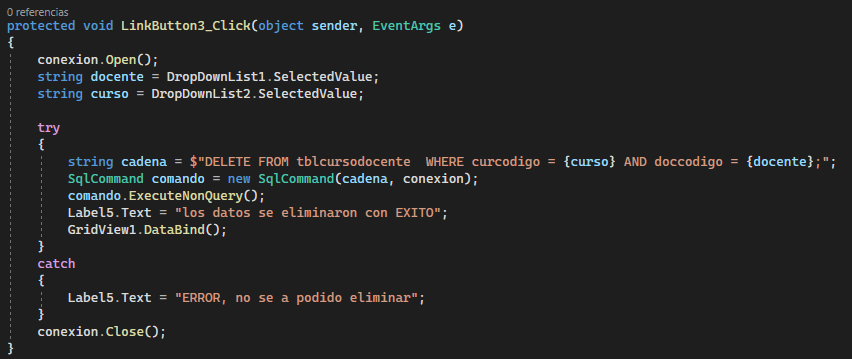 0 referencias
protected void LinkButton3_Click(object sender, EventArgs e)
{
conexion.Open();
string docente = DropDownList1.SelectedValue;
string curso = DropDownList2.SelectedValue;
try
{
string cadena = $"DELETE FROM tblcursodocente  WHERE curcodigo = {curso} AND doccodigo = {docente};";
SqlCommand comando = new SqlCommand(cadena, conexion);
comando.ExecuteNonQuery();
Label5.Text = "los datos se eliminaron con EXITO";
GridView1.DataBind();
}
catch
{
Label5.Text = "ERROR, no se a podido eliminar";
}
conexion.Close();
}